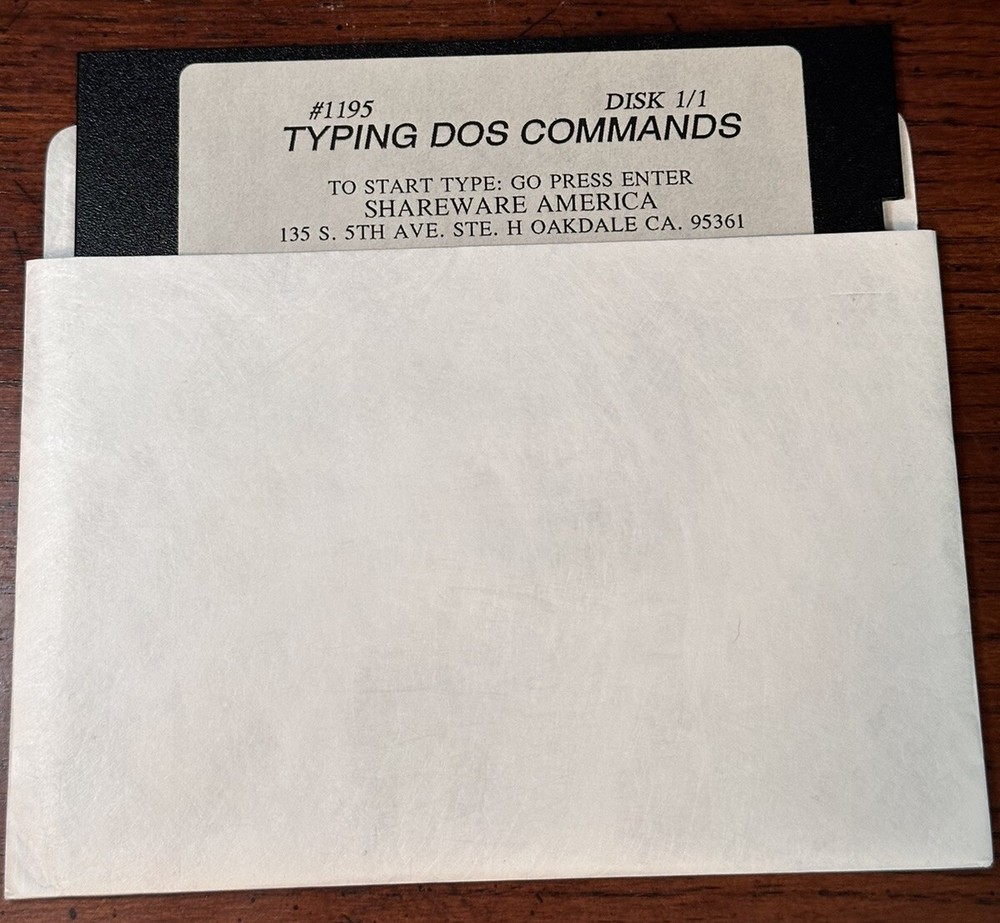 #1195 DISK 1/1
TYPING DOS COMMANDS
TO START TYPE: GO PRESS ENTER
SHAREWARE AMERICA
135 S. 5TH AVE. STE. H OAKDALE CA. 95361